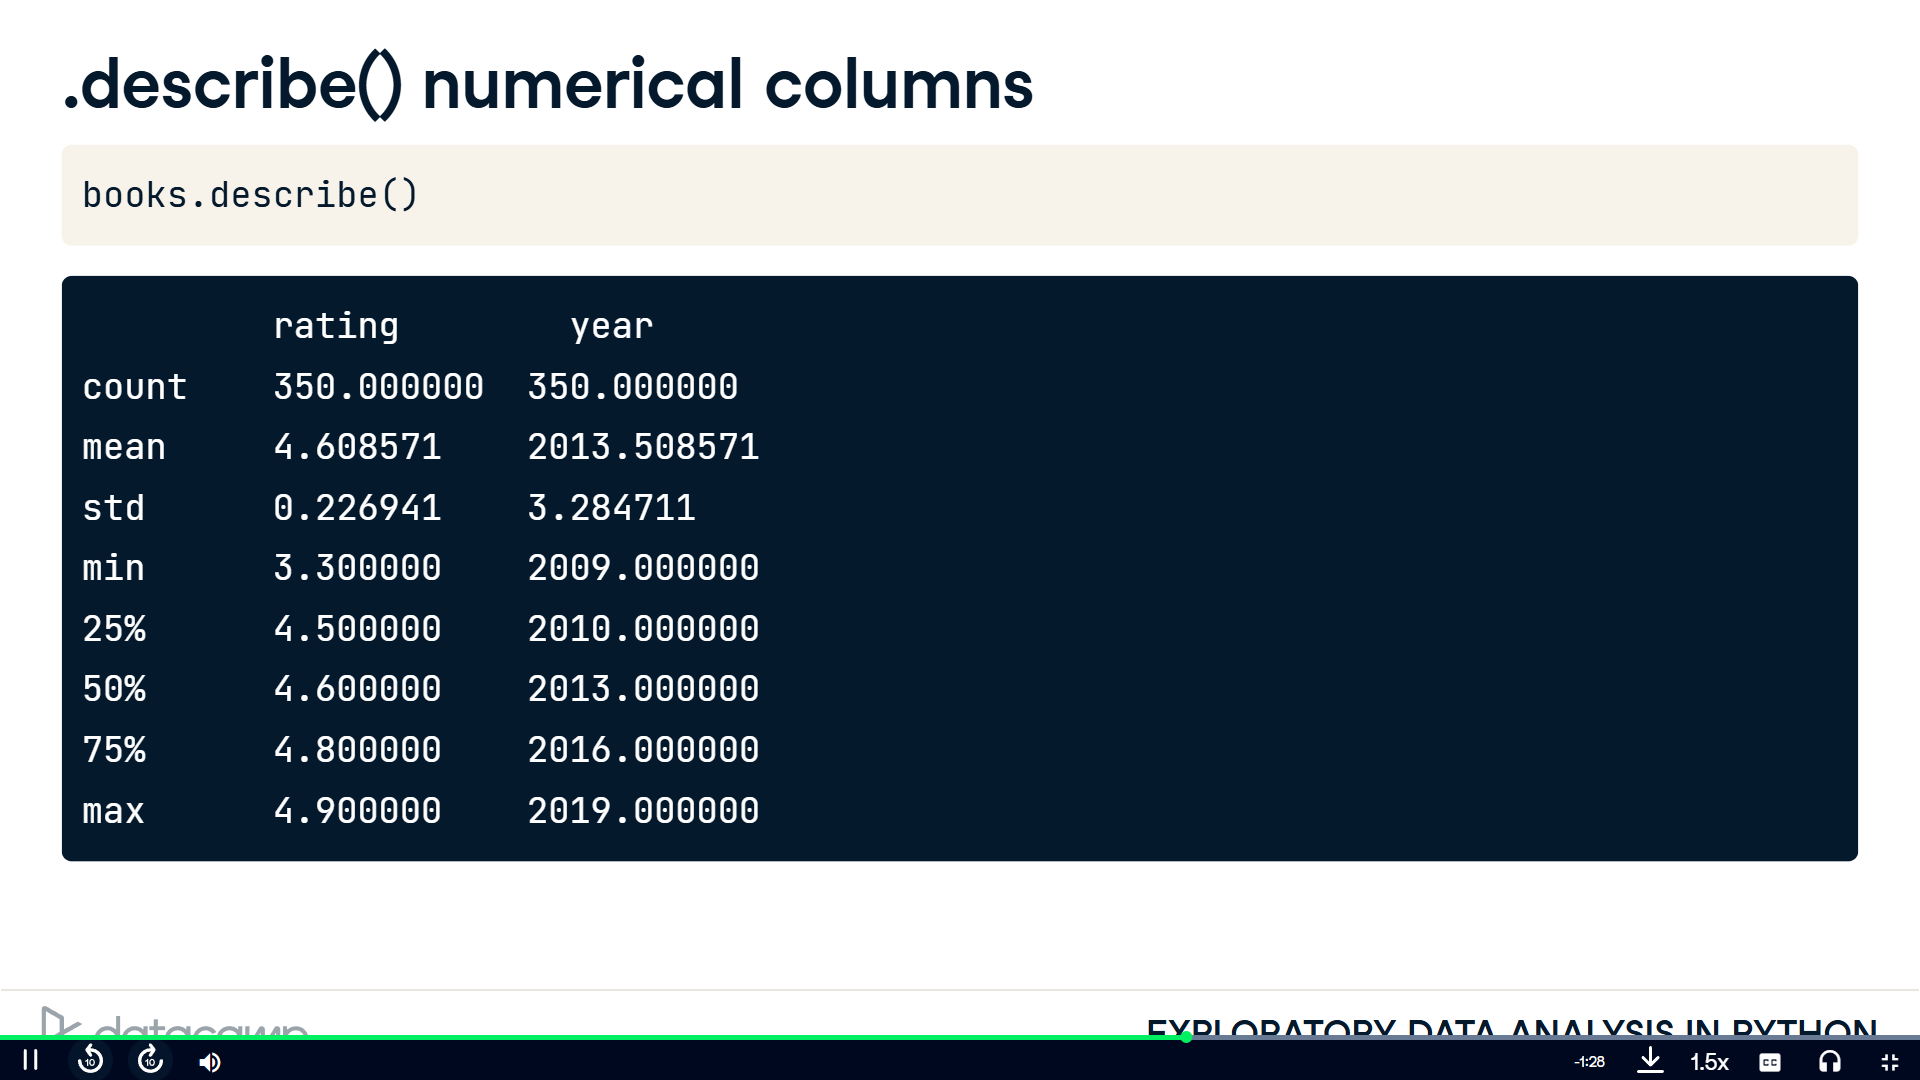 .describe() numerical columns
books.describe()
rating year
count 350.000000 350.000000
mean 4.608571 2013.508571
std 0.226941 3.284711
min 3.300000 2009.000000
25% 4.500000 2010.000000
50% 4.600000 2013.000000
75% 4.800000 2016.000000
max 4.900000 2019.000000
datacamp EXPLORATORY DATA ANALYSIS IN PYTHON
10 10 -1:28 1.5x CC